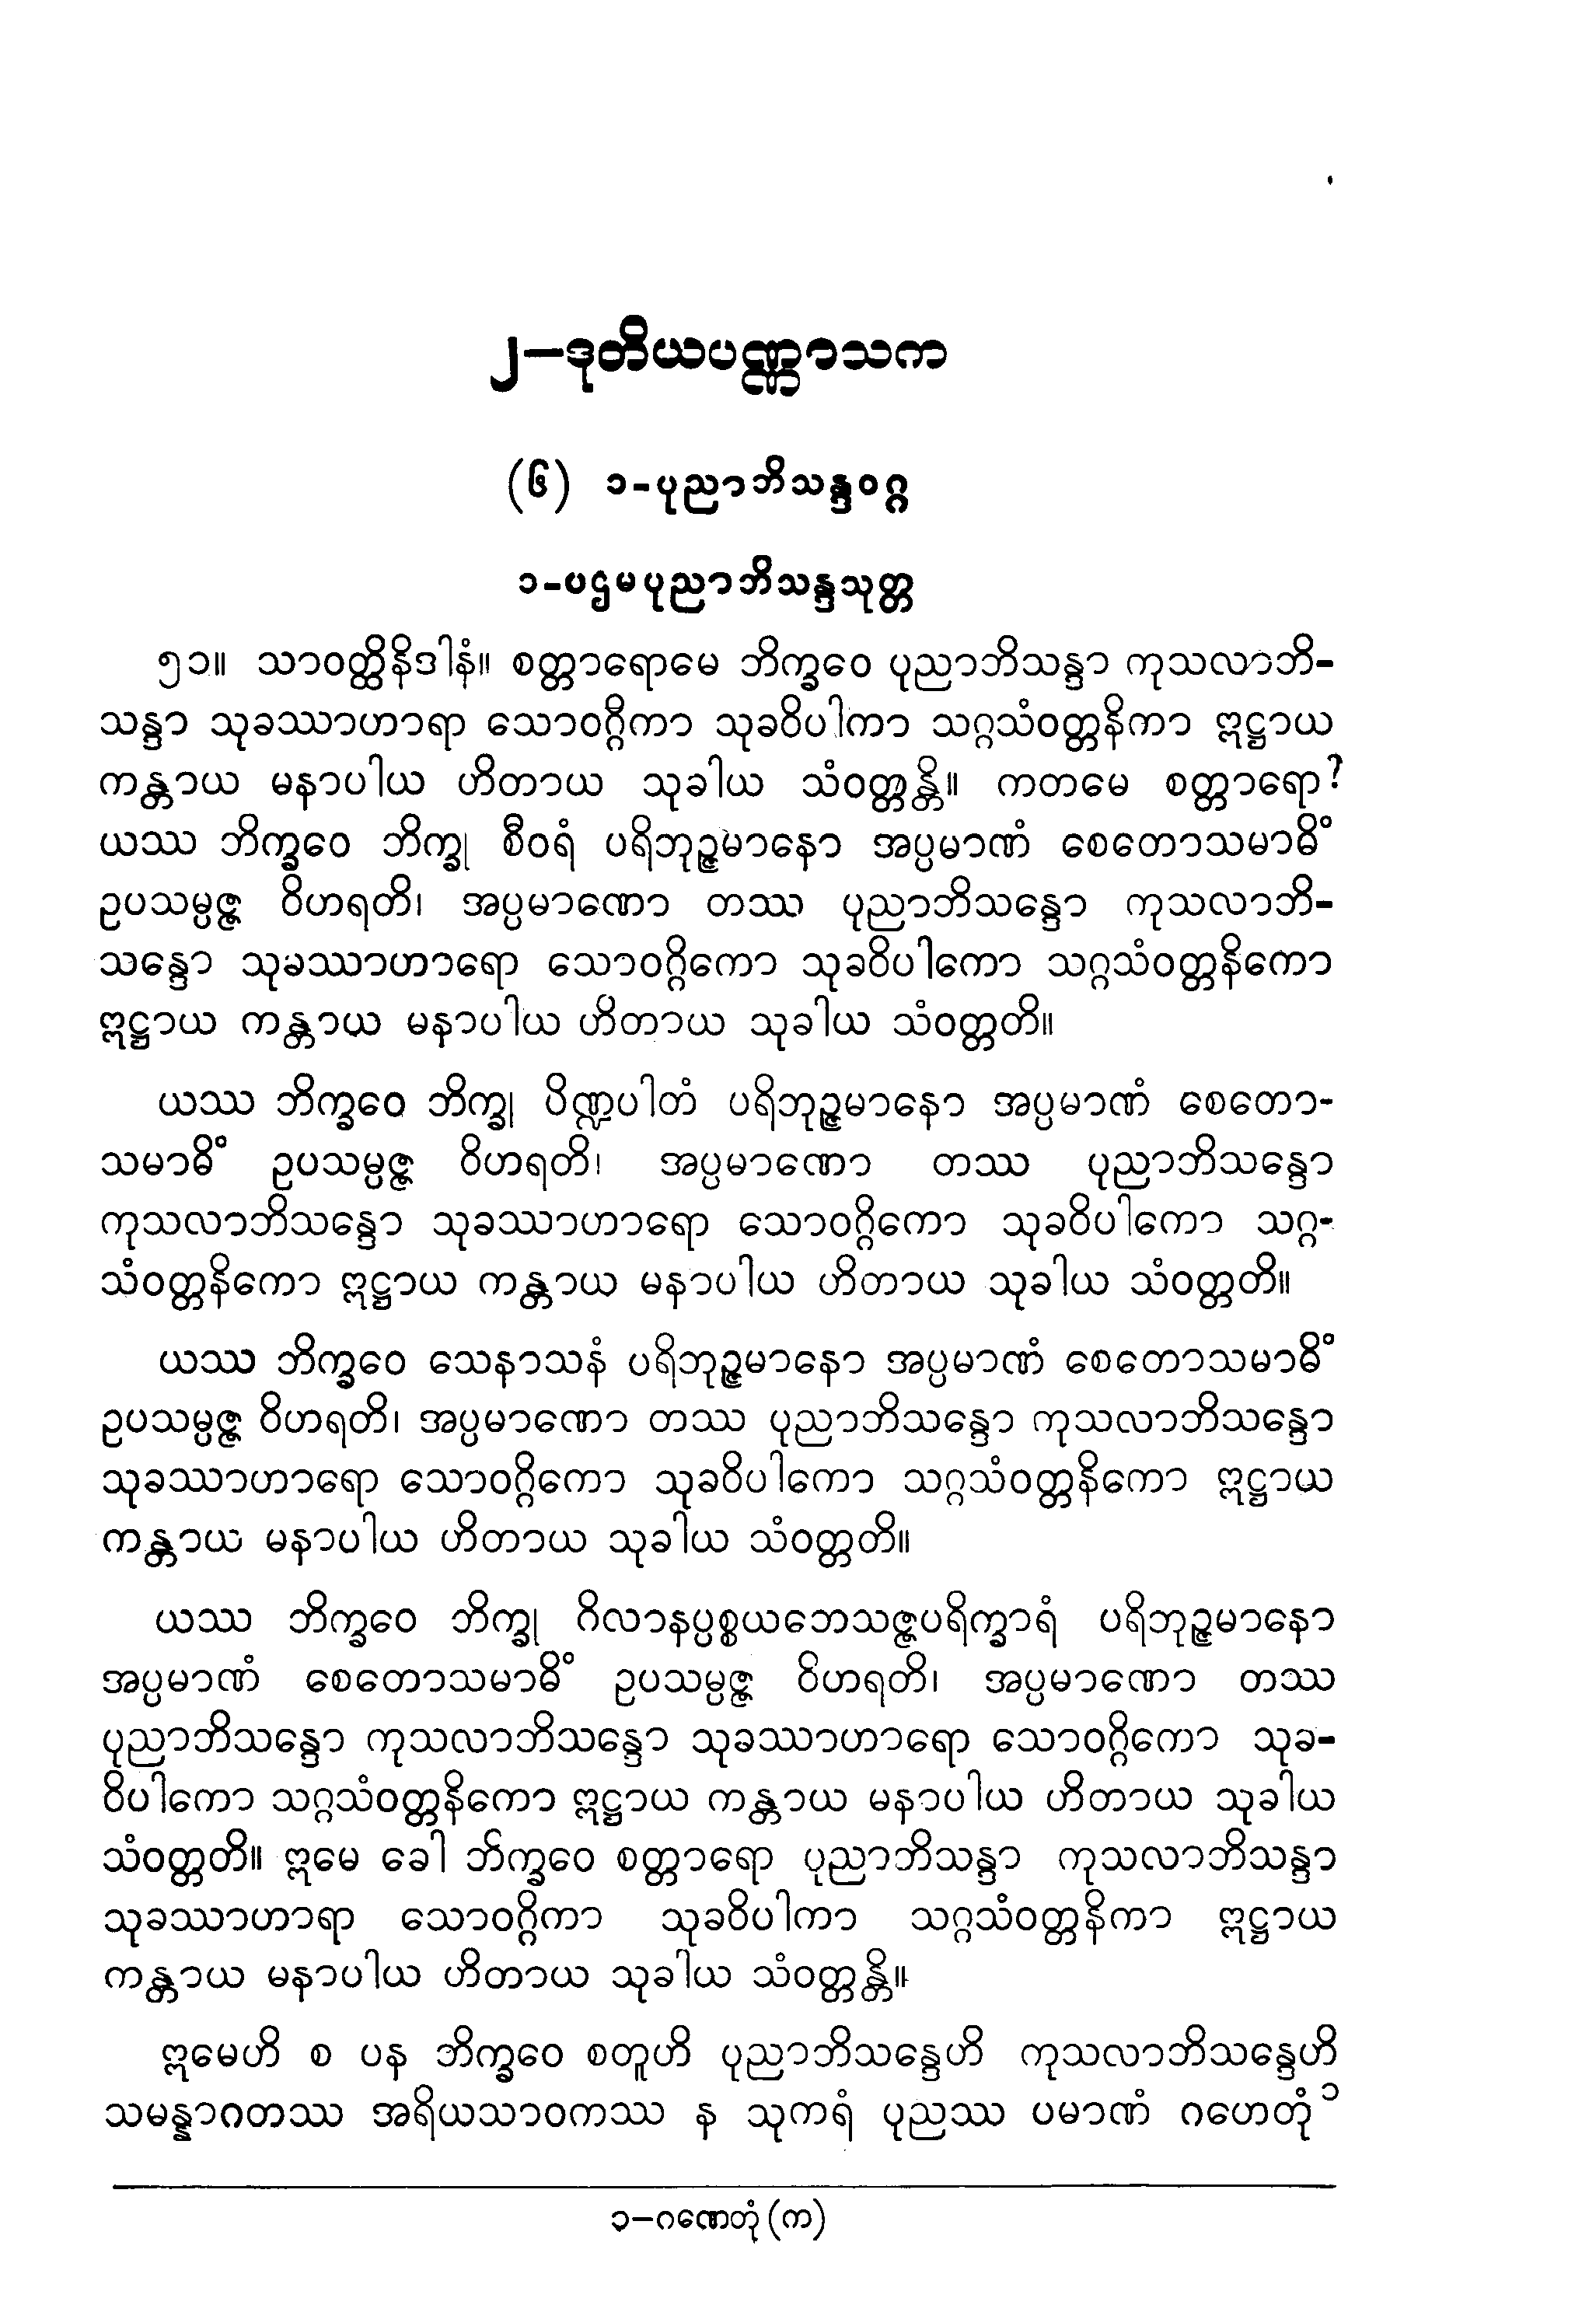 ၂—ဒုတိယပဏ္ဏာသက
(၆) ၁-ပုညာဘိသန္ဒဝဂ္ဂ
၁-ပဌမပုညာဘိသန္ဒသုတ္တ
၅၁။ သာဝတ္ထိနိဒါနံ။ စတ္တာရောမေ ဘိက္ခဝေ ပုညာဘိသန္ဒာ ကုသလာဘိ-
သန္ဒာ သုခဿာဟာရာ သောဝဂ္ဂိကာ သုခဝိပါကာ သဂ္ဂသံဝတ္တနိကာ ဣဋ္ဌာယ
ကန္တာယ မနာပါယ ဟိတာယ သုခါယ သံဝတ္တန္တိ။ ကတမေ စတ္တာရော?
ယဿ ဘိက္ခဝေ ဘိက္ခု စီဝရံ ပရိဘုဉ္ဇမာနော အပ္ပမာဏံ စေတောသမာဓိံ
ဥပသမ္ပဇ္ဇ ဝိဟရတိ၊ အပ္ပမာဏော တဿ ပုညာဘိသန္ဒော ကုသလာဘိ-
သန္ဒော သုခဿာဟာရော သောဝဂ္ဂိကော သုခဝိပါကော သဂ္ဂသံဝတ္တနိကော
ဣဋ္ဌာယ ကန္တာယ မနာပါယ ဟိတာယ သုခါယ သံဝတ္တတိ။
ယဿ ဘိက္ခဝေ ဘိက္ခု ပိဏ္ဍပါတံ ပရိဘုဉ္ဇမာနော အပ္ပမာဏံ စေတော-
သမာဓိံ ဥပသမ္ပဇ္ဇ ဝိဟရတိ၊ အပ္ပမာဏော တဿ ပုညာဘိသန္ဒော
ကုသလာဘိသန္ဒော သုခဿာဟာရော သောဝဂ္ဂိကော သုခဝိပါကော သဂ္ဂ-
သံဝတ္တနိကော ဣဋ္ဌာယ ကန္တာယ မနာပါယ ဟိတာယ သုခါယ သံဝတ္တတိ။
ယဿ ဘိက္ခဝေ သေနာသနံ ပရိဘုဉ္ဇမာနော အပ္ပမာဏံ စေတောသမာဓိံ
ဥပသမ္ပဇ္ဇ ဝိဟရတိ၊ အပ္ပမာဏော တဿ ပုညာဘိသန္ဒော ကုသလာဘိသန္ဒော
သုခဿာဟာရော သောဝဂ္ဂိကော သုခဝိပါကော သဂ္ဂသံဝတ္တနိကော ဣဋ္ဌာယ
ကန္တာယ မနာပါယ ဟိတာယ သုခါယ သံဝတ္တတိ။
ယဿ ဘိက္ခဝေ ဘိက္ခု ဂိလာနပ္ပစ္စယဘေသဇ္ဇပရိက္ခာရံ ပရိဘုဉ္ဇမာနော
အပ္ပမာဏံ စေတောသမာဓိံ ဥပသမ္ပဇ္ဇ ဝိဟရတိ၊ အပ္ပမာဏော တဿ
ပုညာဘိသန္ဒော ကုသလာဘိသန္ဒော သုခဿာဟာရော သောဝဂ္ဂိကော သုခ-
ဝိပါကော သဂ္ဂသံဝတ္တနိကော ဣဋ္ဌာယ ကန္တာယ မနာပါယ ဟိတာယ သုခါယ
သံဝတ္တတိ။ ဣမေ ခေါ ဘိက္ခဝေ စတ္တာရော ပုညာဘိသန္ဒာ ကုသလာဘိသန္ဒာ
သုခဿာဟာရာ သောဝဂ္ဂိကာ သုခဝိပါကာ သဂ္ဂသံဝတ္တနိကာ ဣဋ္ဌာယ
ကန္တာယ မနာပါယ ဟိတာယ သုခါယ သံဝတ္တန္တိ။
ဣမေဟိ စ ပန ဘိက္ခဝေ စတူဟိ ပုညာဘိသန္ဒေဟိ ကုသလာဘိသန္ဒေဟိ
သမန္နာဂတဿ အရိယသာဝကဿ န သုကရံ ပုညဿ ပမာဏံ ဂဟေတုံ ၁
၁—ဂဏေတုံ (က)